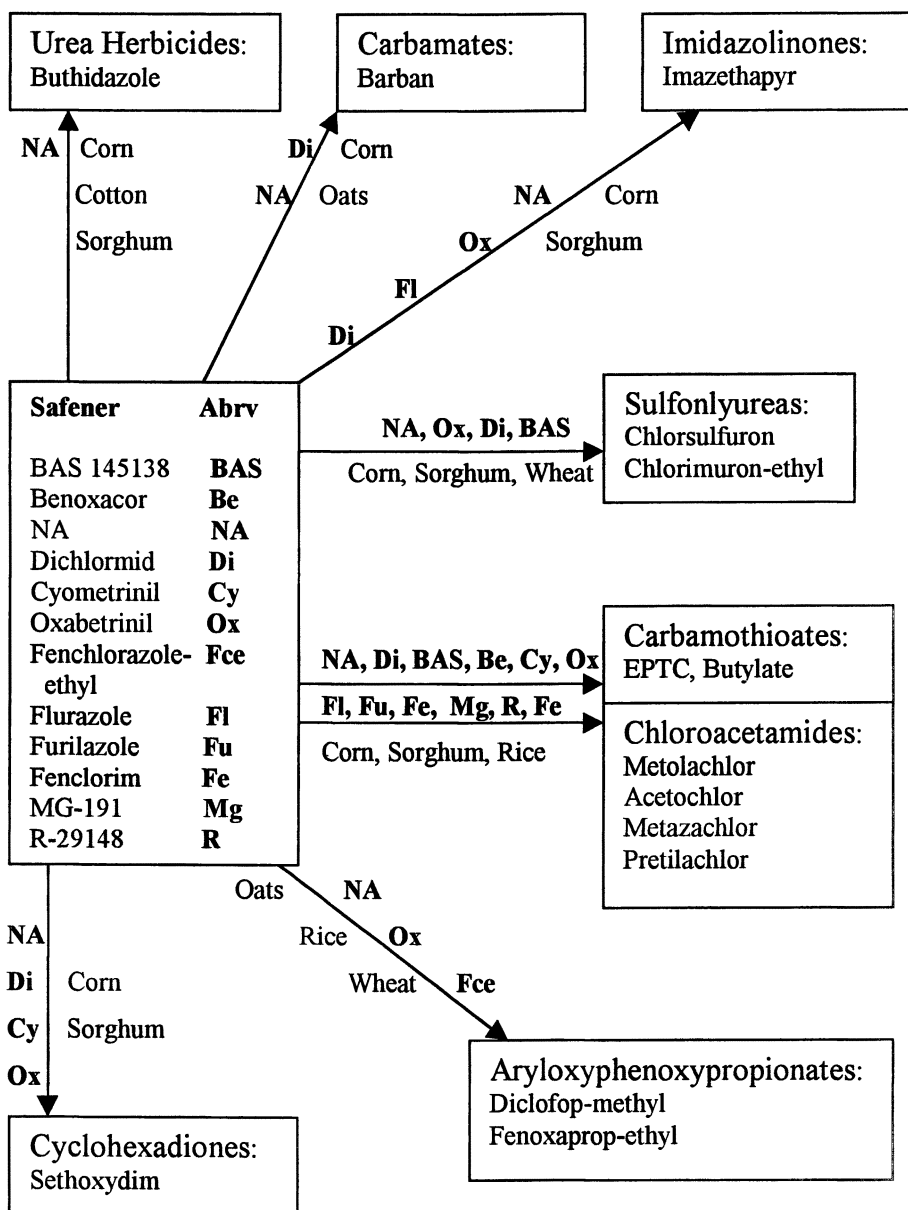 Urea Herbicides:
Buthidazole
Carbamates:
Barban
Imidazolinones:
Imazethapyr
NA Corn
Cotton
Sorghum
Di Corn
NA Oats
NA Corn
Ox Sorghum
Fl
Di
Safener Abrv
BAS 145138 BAS
Benoxacor Be
NA NA
Dichlormid Di
Cyometrinil Cy
Oxabetrinil Ox
Fenchlorazole- Fce
ethyl
Flurazole Fl
Furilazole Fu
Fenclorim Fe
MG-191 Mg
R-29148 R
NA, Ox, Di, BAS
Corn, Sorghum, Wheat
Sulfonlyureas:
Chlorsulfuron
Chlorimuron-ethyl
NA, Di, BAS, Be, Cy, Ox
Fl, Fu, Fe, Mg, R, Fe
Corn, Sorghum, Rice
Carbamothioates:
EPTC, Butylate
Chloroacetamides:
Metolachlor
Acetochlor
Metazachlor
Pretilachlor
Oats NA
Rice Ox
Wheat Fce
Aryloxyphenoxypropionates:
Diclofop-methyl
Fenoxaprop-ethyl
NA
Di Corn
Cy Sorghum
Ox
Cyclohexadiones:
Sethoxydim